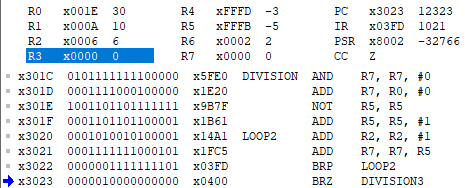 R0 x001E 30 R4 xFFFD -3 PC x3023 12323
R1 x000A 10 R5 xFFFB -5 IR x03FD 1021
R2 x0006 6 R6 x0002 2 PSR x8002 -32766
R3 x0000 0 R7 x0000 0 CC Z
x301C 0101111111100000 x5FE0 DIVISION AND R7, R7, #0
x301D 0001111000100000 x1E20 ADD R7, R0, #0
x301E 1001101101111111 x9B7F NOT R5, R5
x301F 0001101101100001 x1B61 ADD R5, R5, #1
x3020 0001010010100001 x14A1 LOOP2 ADD R2, R2, #1
x3021 0001111111000101 x1FC5 ADD R7, R7, R5
x3022 0000001111111101 x03FD BRP LOOP2
x3023 0000010000000000 x0400 BRZ DIVISION3